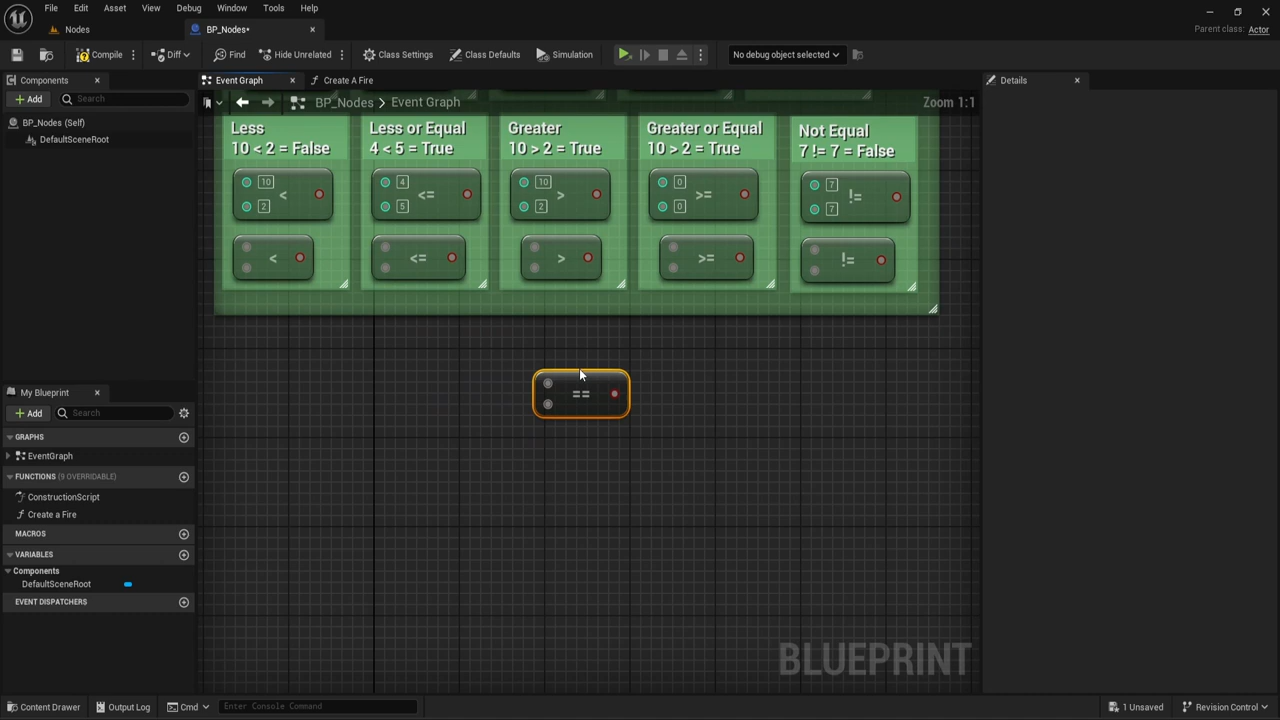 File Edit Asset View Debug Window Tools Help
Nodes
BP_Nodes*
Parent class: Actor
Compile
Diff
Find
Hide Unrelated
Class Settings
Class Defaults
Simulation
No debug object selected
Components
Event Graph
Create A Fire
Details
Add
Search
BP_Nodes > Event Graph
Zoom 1:1
BP_Nodes (Self)
DefaultSceneRoot
Less
10 < 2 = False
10
<
2
<
Less or Equal
4 < 5 = True
4
<=
5
<=
Greater
10 > 2 = True
10
>
2
>
Greater or Equal
10 > 2 = True
0
>=
0
>=
Not Equal
7 != 7 = False
7
!=
7
!=
==
My Blueprint
Add
Search
GRAPHS
EventGraph
FUNCTIONS (9 OVERRIDABLE)
ConstructionScript
Create a Fire
MACROS
VARIABLES
Components
DefaultSceneRoot
EVENT DISPATCHERS
BLUEPRINT
Content Drawer
Output Log
Cmd
Enter Console Command
1 Unsaved
Revision Control